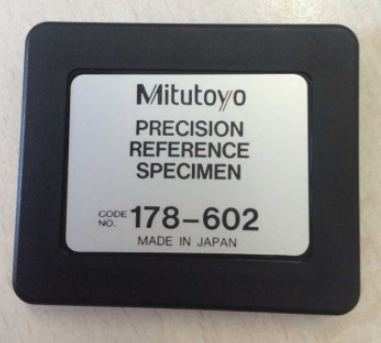 Mitutoyo
PRECISION
REFERENCE
SPECIMEN
CODE NO. 178-602
MADE IN JAPAN